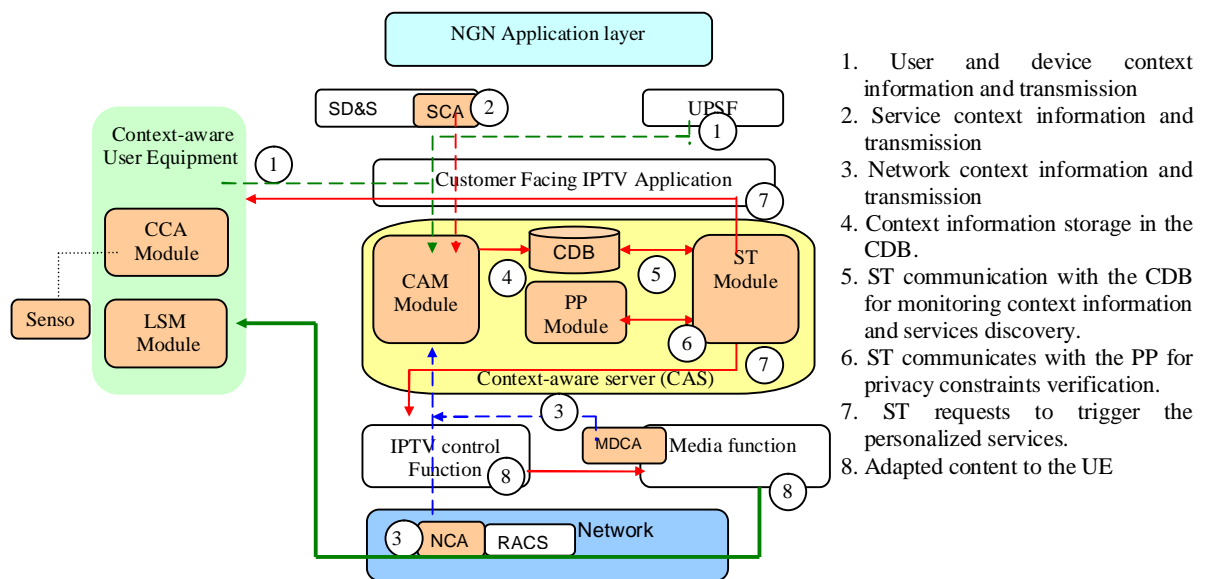 NGN Application layer
SD&S
SCA
2
UPSF
1
Context-aware
User Equipment
1
Customer Facing IPTV Application
7
CCA
Module
CAM
Module
4
CDB
5
ST
Module
PP
Module
6
7
Senso
LSM
Module
Context-aware server (CAS)
3
IPTV control
Function
8
MDCA
Media function
8
3
NCA
RACS
Network
1. User and device context
information and transmission
2. Service context information and
transmission
3. Network context information and
transmission
4. Context information storage in the
CDB.
5. ST communication with the CDB
for monitoring context information
and services discovery.
6. ST communicates with the PP for
privacy constraints verification.
7. ST requests to trigger the
personalized services.
8. Adapted content to the UE